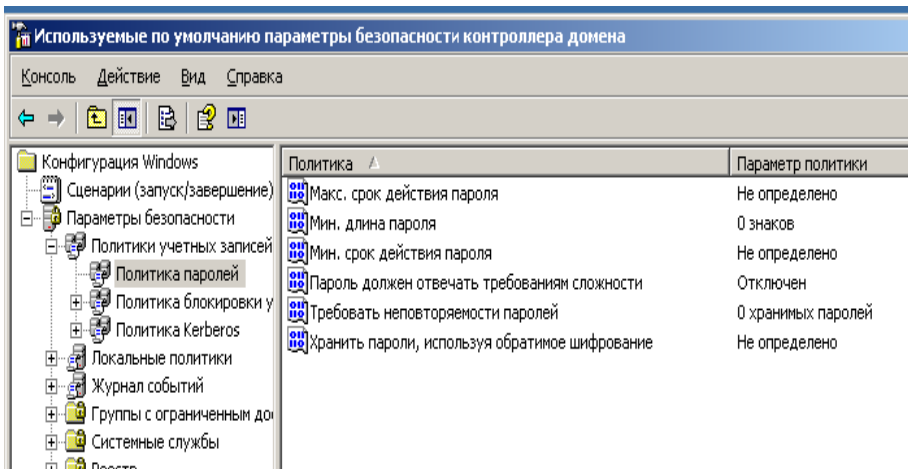 Используемые по умолчанию параметры безопасности контроллера домена
Консоль Действие Вид Справка
Конфигурация Windows
Сценарии (запуск/завершение)
Параметры безопасности
Политики учетных записей
Политика паролей
Политика блокировки у
Политика Kerberos
Локальные политики
Журнал событий
Группы с ограниченным до
Системные службы
Реестр
Политика Параметр политики
Макс. срок действия пароля Не определено
Мин. длина пароля 0 знаков
Мин. срок действия пароля Не определено
Пароль должен отвечать требованиям сложности Отключен
Требовать неповторяемости паролей 0 хранимых паролей
Хранить пароли, используя обратимое шифрование Не определено